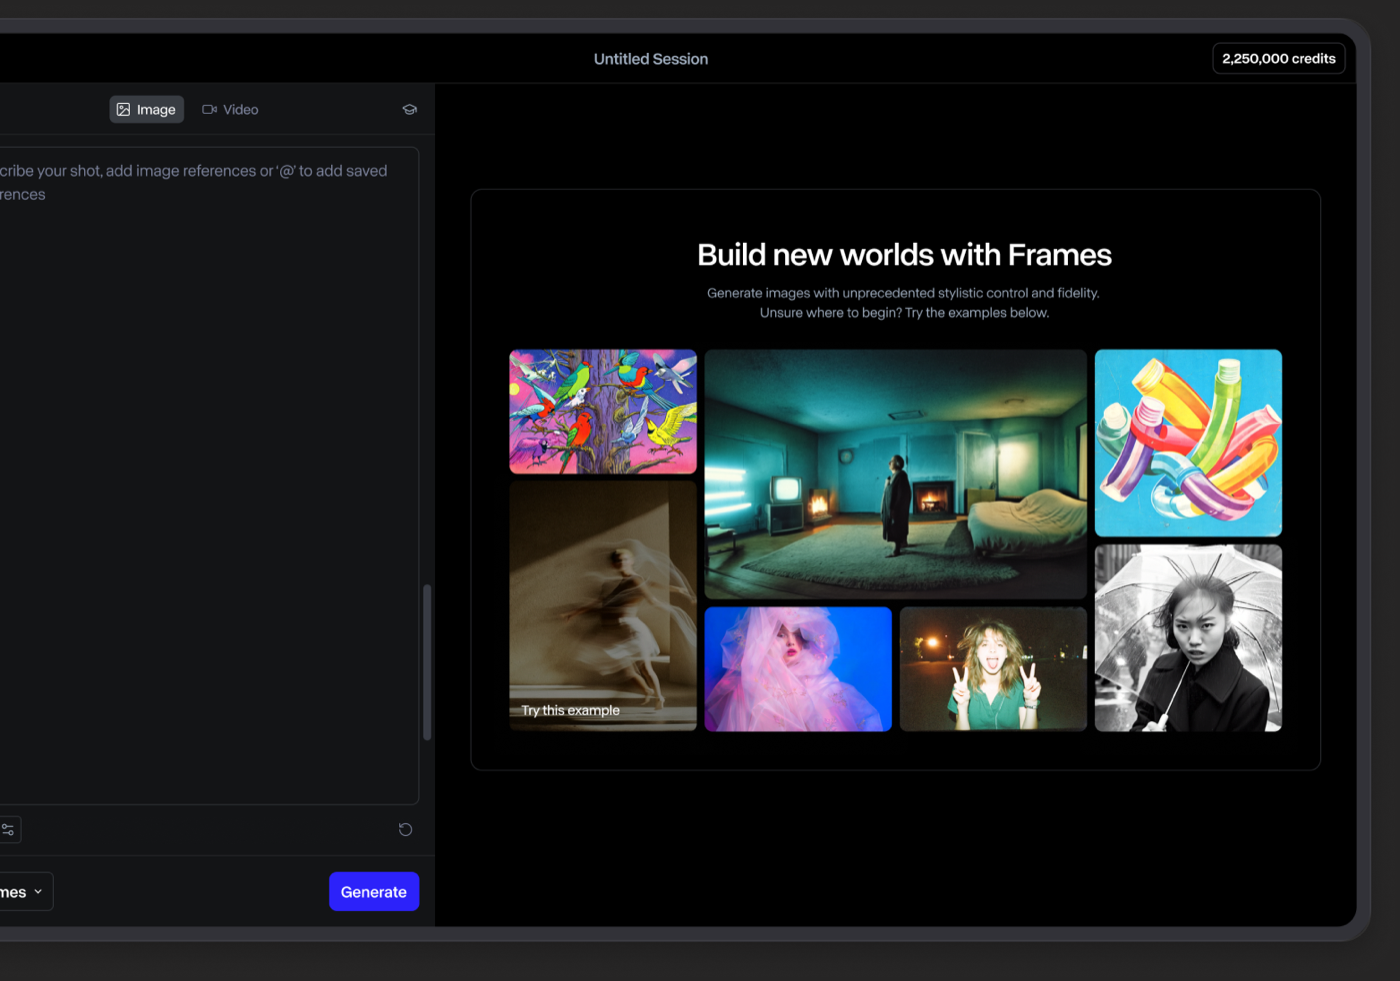 Untitled Session
2,250,000 credits
Image
Video
cribe your shot, add image references or '@' to add saved
rences
Build new worlds with Frames
Generate images with unprecedented stylistic control and fidelity.
Unsure where to begin? Try the examples below.
Try this example
mes
Generate